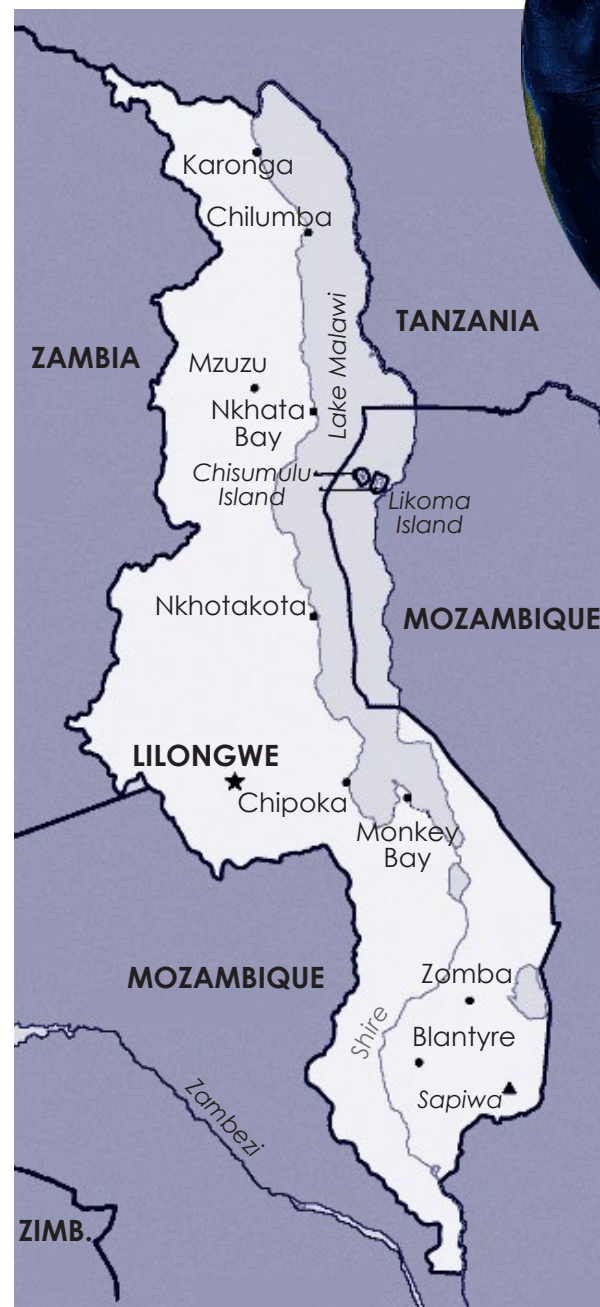 Karonga
Chilumba
Lake Malawi
TANZANIA
ZAMBIA
Mzuzu
Nkhata
Bay
Chisumulu
Island
Likoma
Island
Nkhotakota
MOZAMBIQUE
LILONGWE
Chipoka
Monkey
Bay
MOZAMBIQUE
Zomba
Shire
Blantyre
Sapiwa
Zambezi
ZIMB.